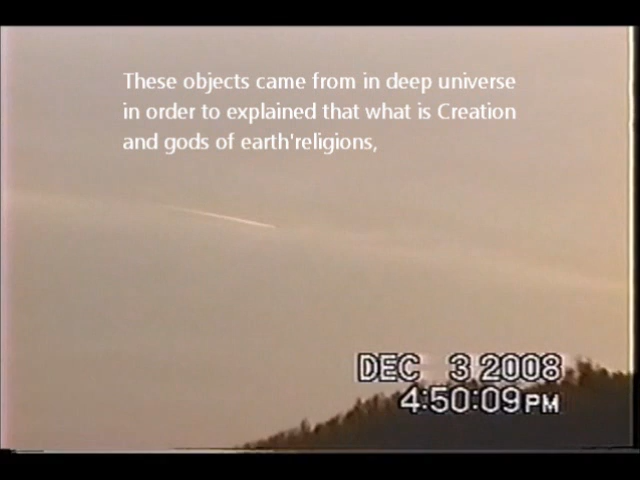 These objects came from in deep universe
in order to explained that what is Creation
and gods of earth'religions,
DEC 3 2008
4:50:09PM